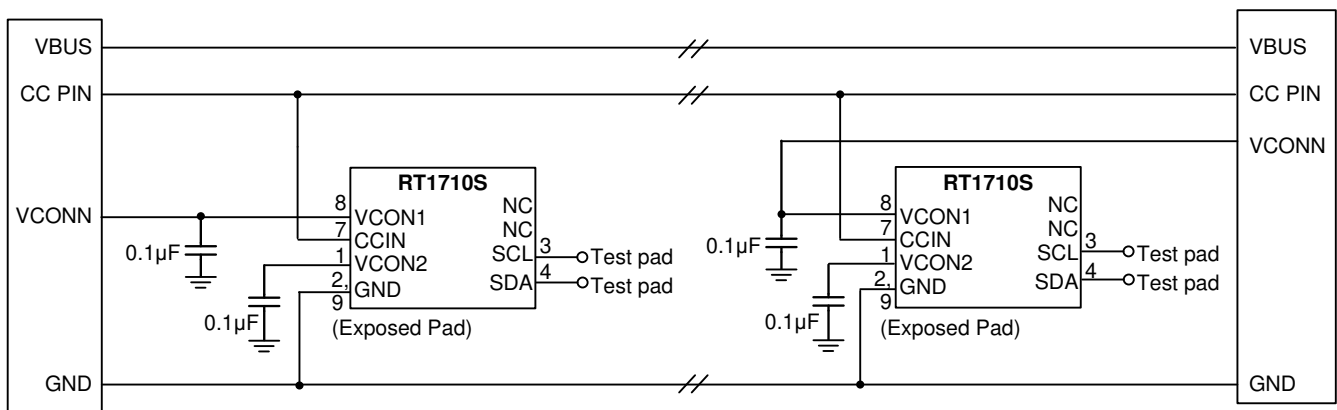 VBUS
CC PIN
VCONN
GND
0.1µF
0.1µF
RT1710S
8
7
1
2,
9
VCON1
CCIN
VCON2
GND
NC
NC
SCL
SDA
3
4
Test pad
Test pad
(Exposed Pad)
0.1µF
0.1µF
RT1710S
8
7
1
2,
9
VCON1
CCIN
VCON2
GND
NC
NC
SCL
SDA
3
4
Test pad
Test pad
(Exposed Pad)
VBUS
CC PIN
VCONN
GND